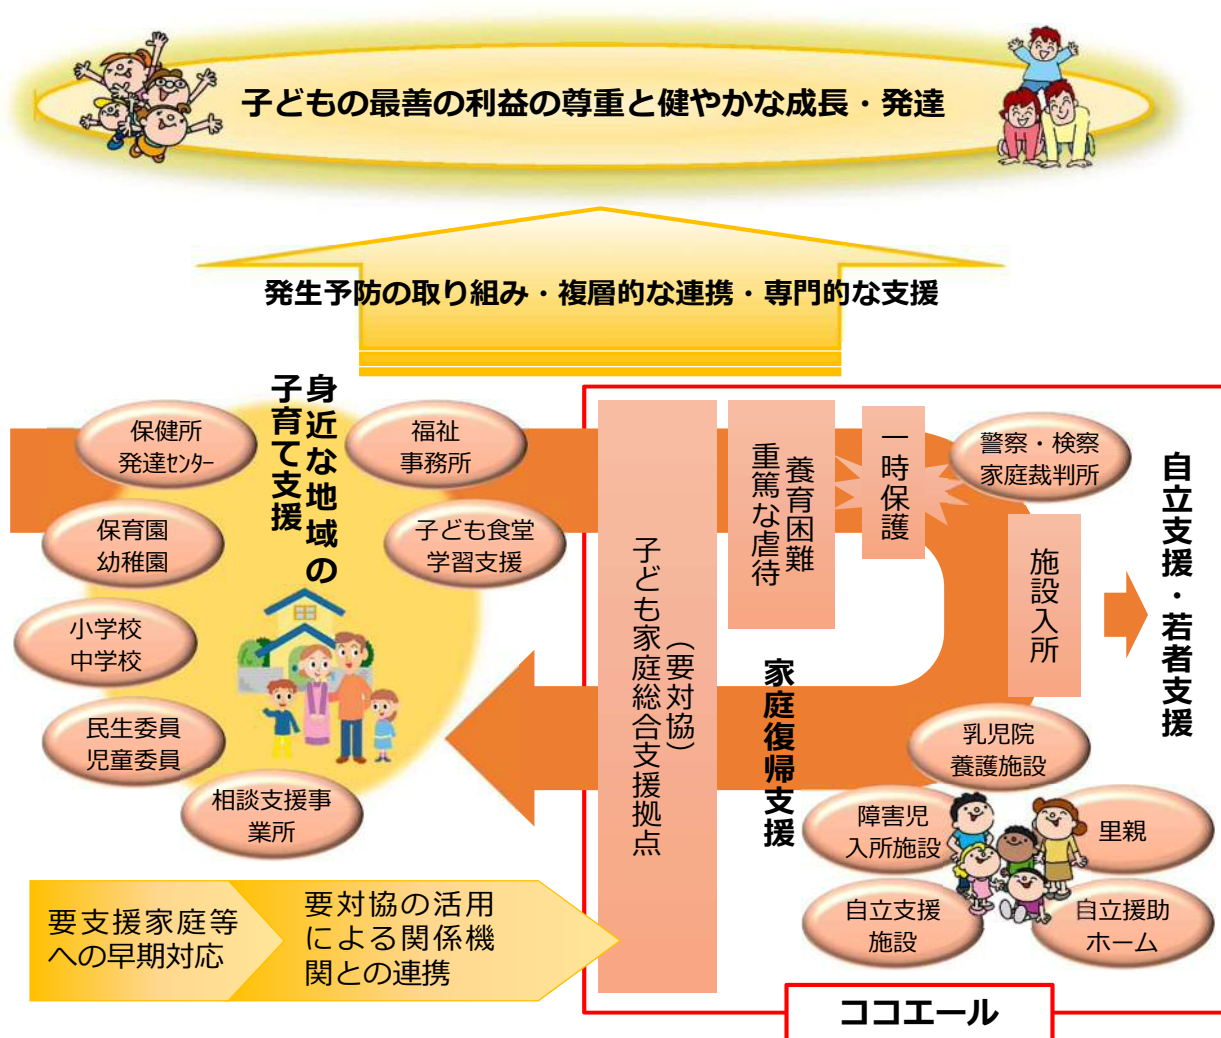 子どもの最善の利益の尊重と健やかな成長・発達
発生予防の取り組み・複層的な連携・専門的な支援
身近な地域の
子育て支援
保健所
発達ｾﾝﾀｰ
福祉
事務所
保育園
幼稚園
子ども食堂
学習支援
小学校
中学校
民生委員
児童委員
相談支援事
業所
要支援家庭等
への早期対応
要対協の活用
による関係機
関との連携
（要対協）
子ども家庭総合支援拠点
養育困難
重篤な虐待
一時保護
警察・検察
家庭裁判所
施設入所
自立支援・若者支援
家庭復帰支援
乳児院
養護施設
障害児
入所施設
里親
自立支援
施設
自立援助
ホーム
ココエール